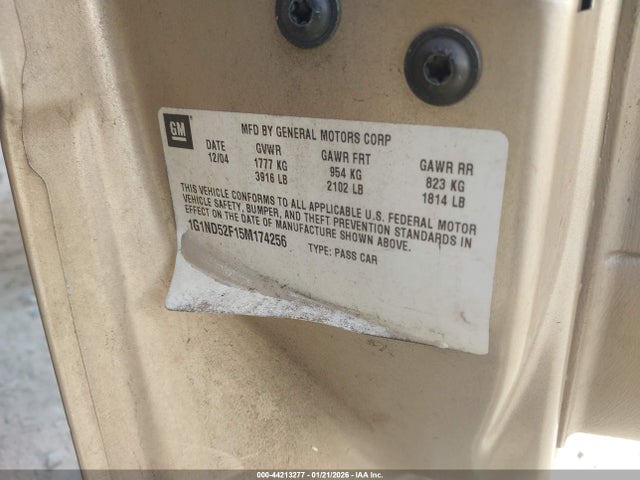 GM
MFD BY GENERAL MOTORS CORP
DATE GVWR GAWR FRT GAWR RR
12/04 1777 KG 954 KG 823 KG
3916 LB 2102 LB 1814 LB
THIS VEHICLE CONFORMS TO ALL APPLICABLE U.S. FEDERAL MOTOR
VEHICLE SAFETY, BUMPER, AND THEFT PREVENTION STANDARDS IN
EFFECT ON THE DATE OF MANUFACTURE SHOWN ABOVE.
1G1ND52F15M174256 TYPE: PASS CAR
000-44213277 - 01/21/2026 - IAA Inc.